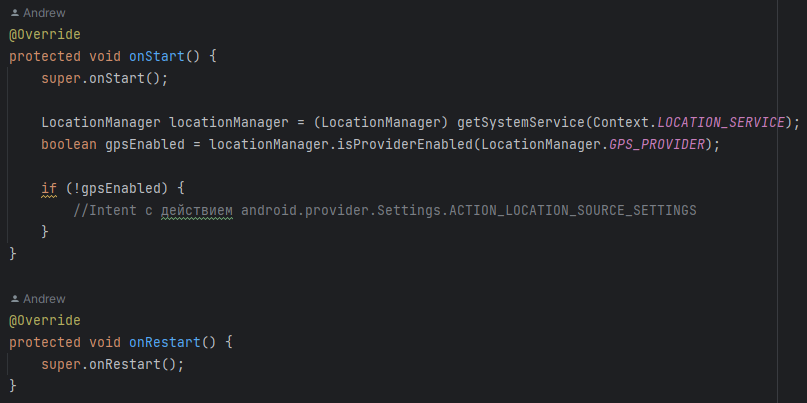 Andrew
@Override
protected void onStart() {
super.onStart();
LocationManager locationManager = (LocationManager) getSystemService(Context.LOCATION_SERVICE);
boolean gpsEnabled = locationManager.isProviderEnabled(LocationManager.GPS_PROVIDER);
if (!gpsEnabled) {
//Intent с действием android.provider.Settings.ACTION_LOCATION_SOURCE_SETTINGS
}
}
Andrew
@Override
protected void onRestart() {
super.onRestart();
}